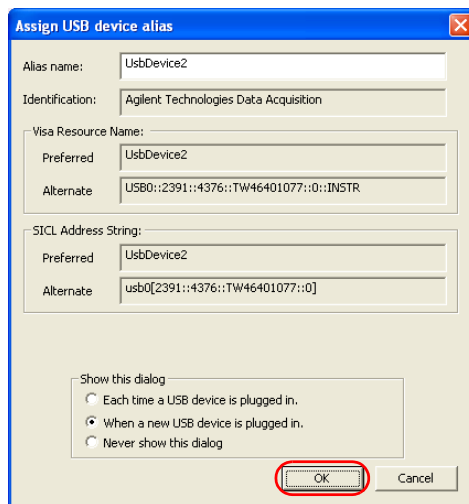 Assign USB device alias
Alias name: UsbDevice2
Identification: Agilent Technologies Data Acquisition
Visa Resource Name:
Preferred UsbDevice2
Alternate USB0::2391::4376::TW46401077::0::INSTR
SICL Address String:
Preferred UsbDevice2
Alternate usb0[2391::4376::TW46401077::0]
Show this dialog
Each time a USB device is plugged in.
When a new USB device is plugged in.
Never show this dialog
OK Cancel